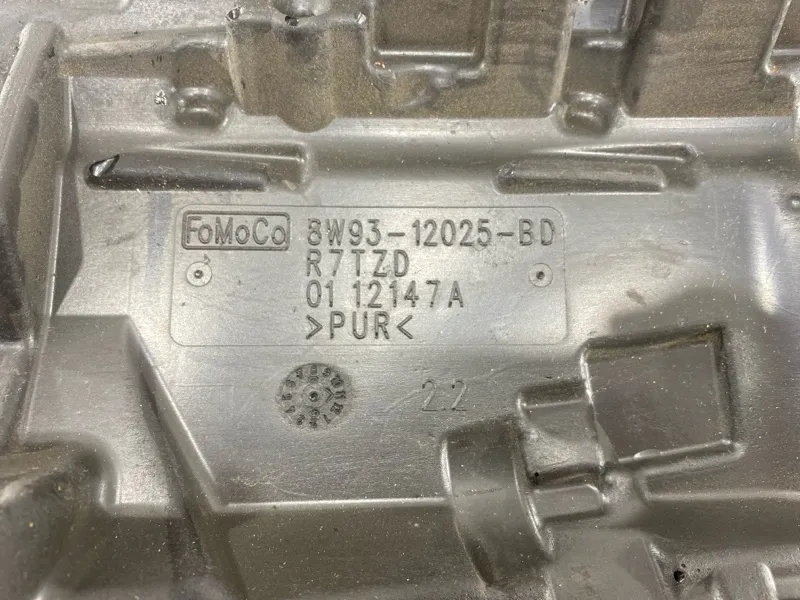 FoMoCo 8W93-12025-BD
R7TZD
01 12147A
>PUR<
2.2